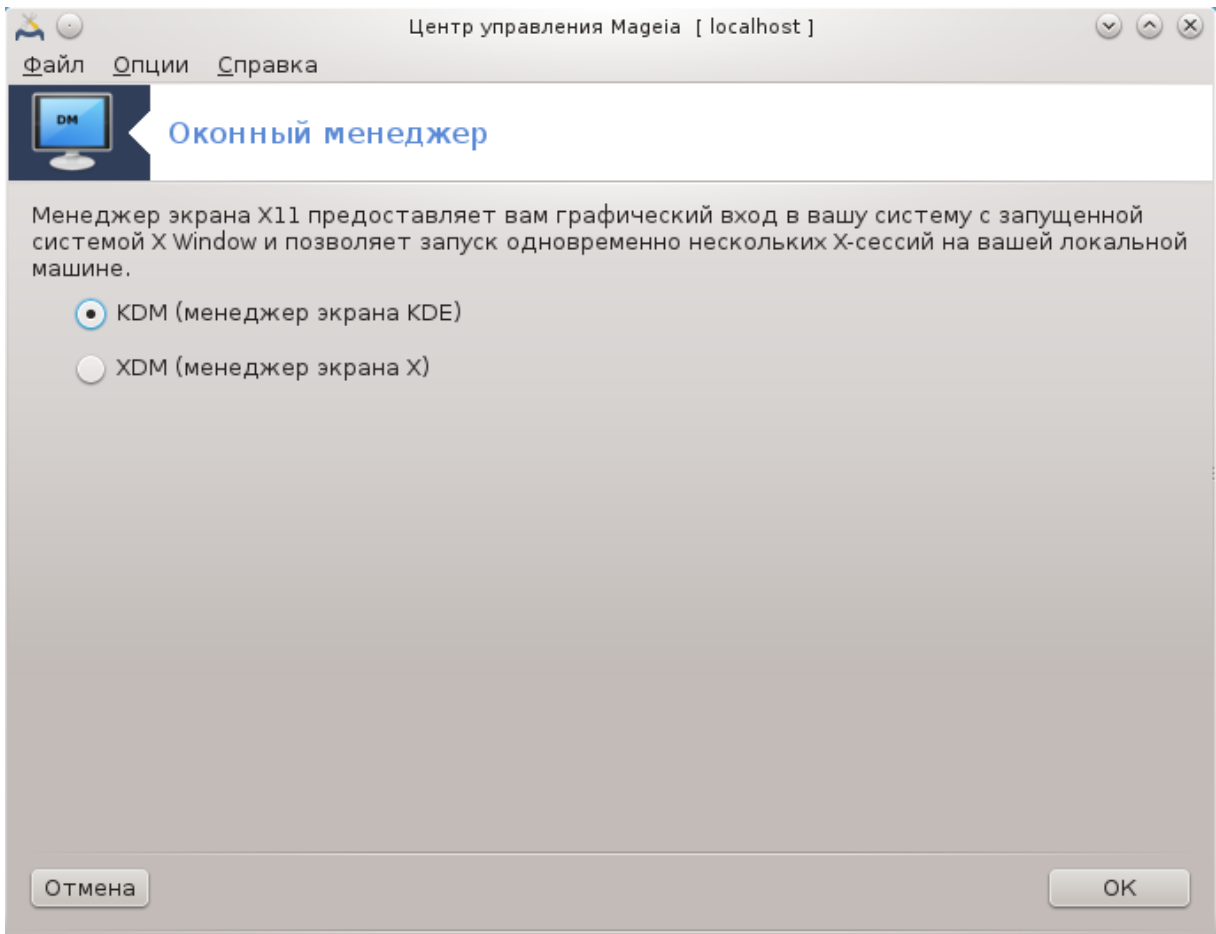 Центр управления Mageia [ localhost ]
Файл Опции Справка
DM
Оконный менеджер
Менеджер экрана X11 предоставляет вам графический вход в вашу систему с запущенной
системой X Window и позволяет запуск одновременно нескольких X-сессий на вашей локальной
машине.
KDM (менеджер экрана KDE)
XDM (менеджер экрана X)
Отмена OK